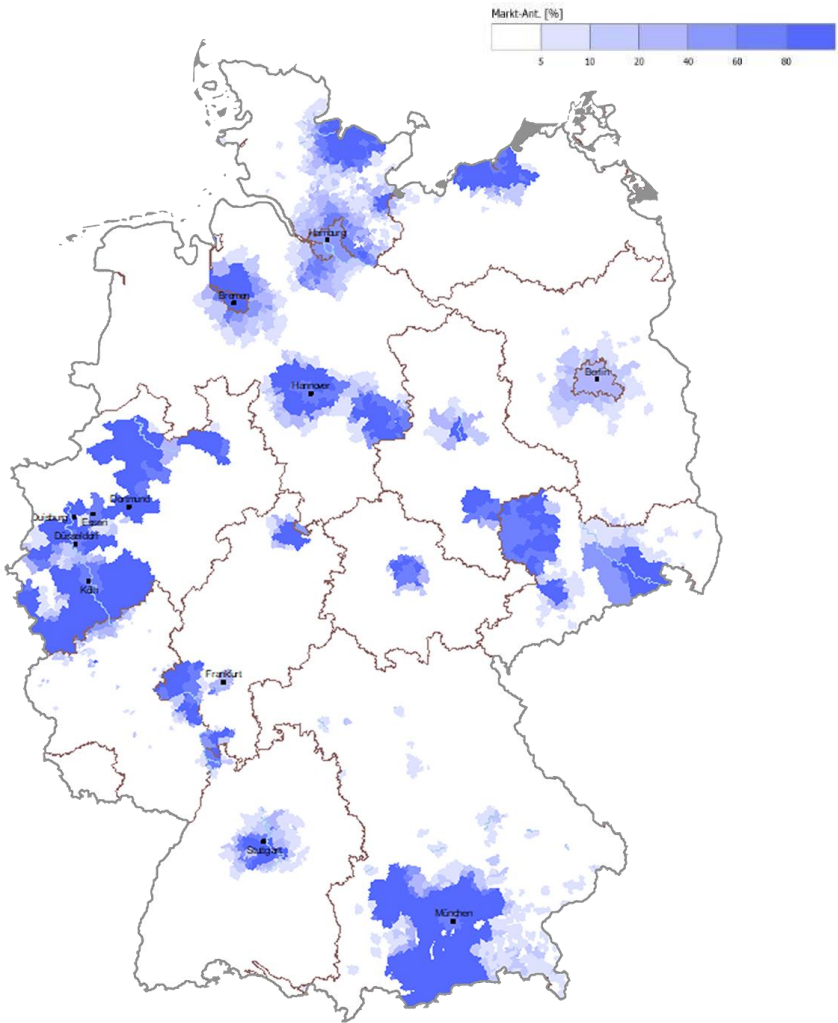 Markt-Ant. [%]
5 10 20 40 60 80
Hamburg
Bremen
Berlin
Hannover
Dortmund
Duisburg
Essen
Düsseldorf
Köln
Frankfurt
Stuttgart
München